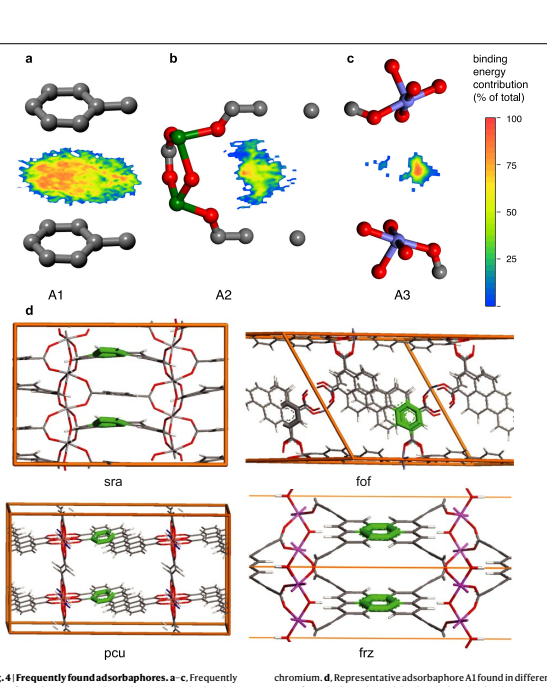 a
b
c
binding
energy
contribution
(% of total)
100
75
50
25
A1
A2
A3
d
sra
fof
pcu
frz
g. 4 | Frequently found adsorbaphores. a–c, Frequently
chromium. d, Representative adsorbaphore A1 found in differen